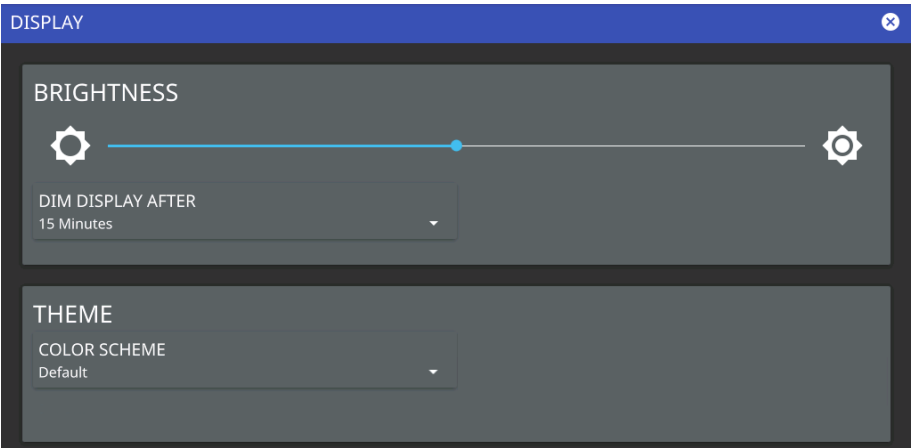 DISPLAY
BRIGHTNESS
DIM DISPLAY AFTER
15 Minutes
THEME
COLOR SCHEME
Default